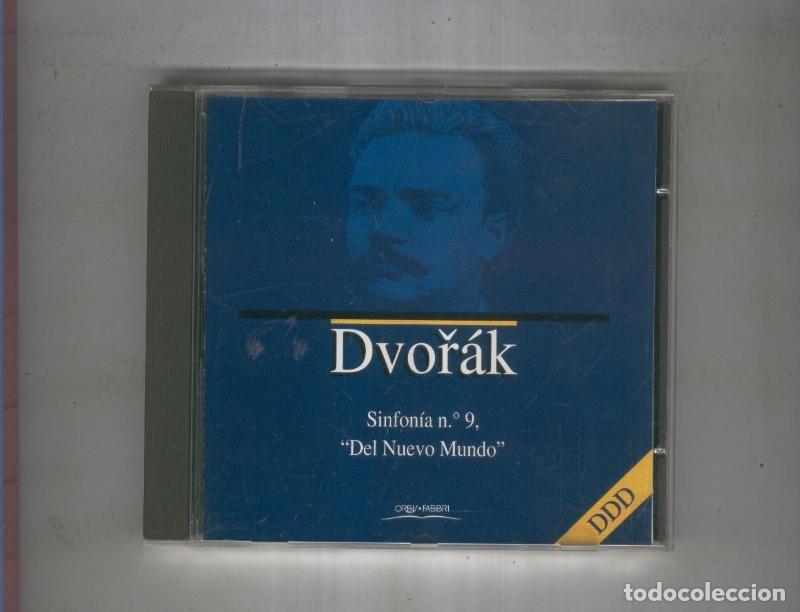 Dvořák
Sinfonía n.° 9,
“Del Nuevo Mundo”
ORBIS•FABBRI
DDD
todocoleccion